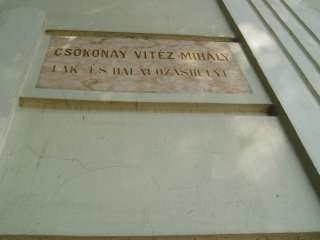 CSOKONAY VITÉZ MIHÁLY
LAK- ÉS HALÁLOZÁSHELYE